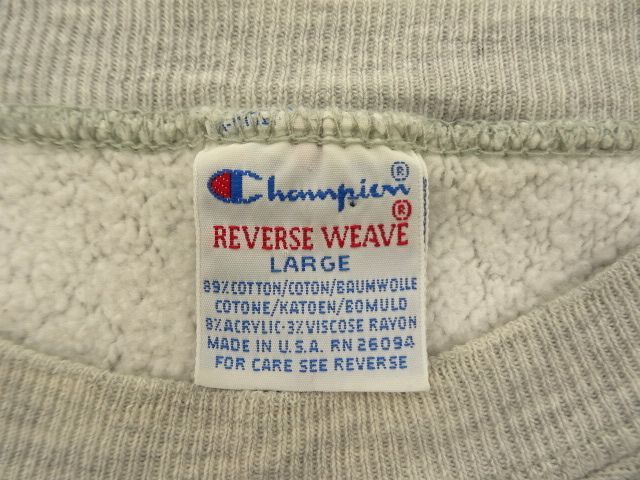 Champion®
REVERSE WEAVE®
LARGE
89% COTTON/COTON/BAUMWOLLE
COTONE/KATOEN/BOMULD
8% ACRYLIC·3% VISCOSE RAYON
MADE IN U.S.A. RN 26094
FOR CARE SEE REVERSE